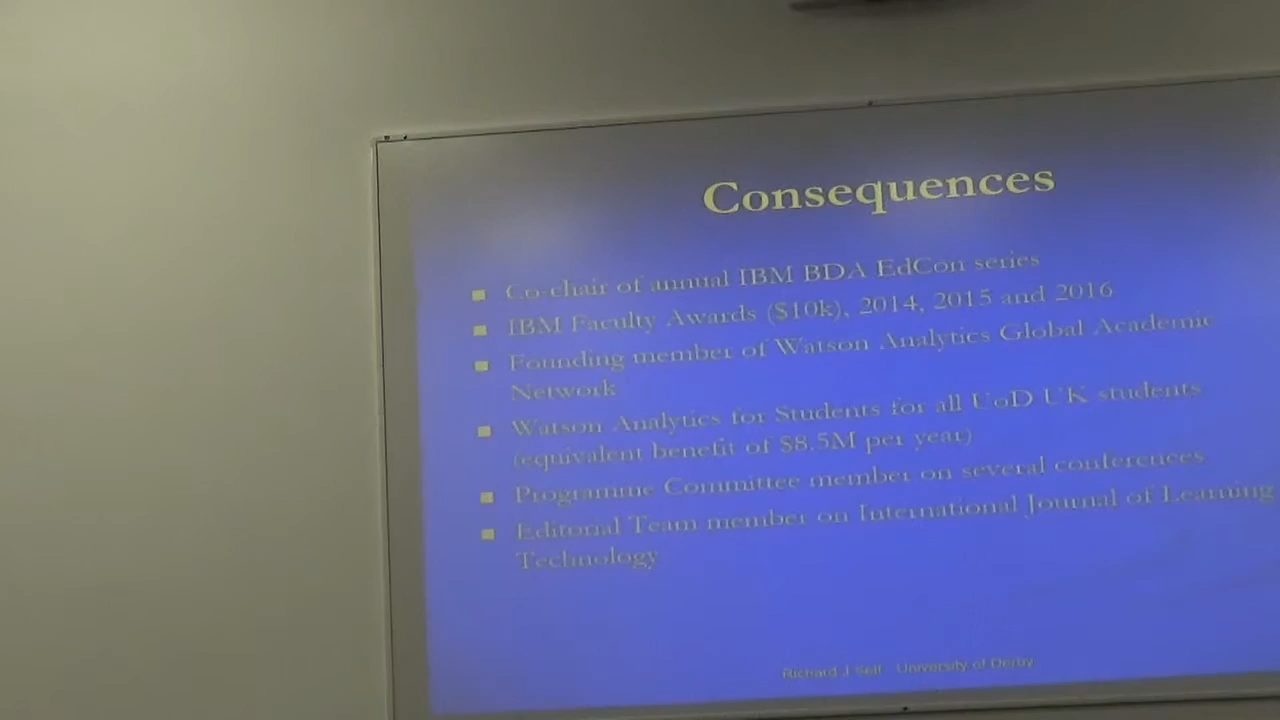 Consequences
Co-chair of annual IBM BDA EdCon series
IBM Faculty Awards ($10k), 2014, 2015 and 2016
Founding member of Watson Analytics Global Academic
Network
Watson Analytics for Students for all UoD UK students
(equivalent benefit of $8.5M per year)
Programme Committee member on several conferences
Editorial Team member on International Journal of Learning
Technology
Richard J Self - University of Derby